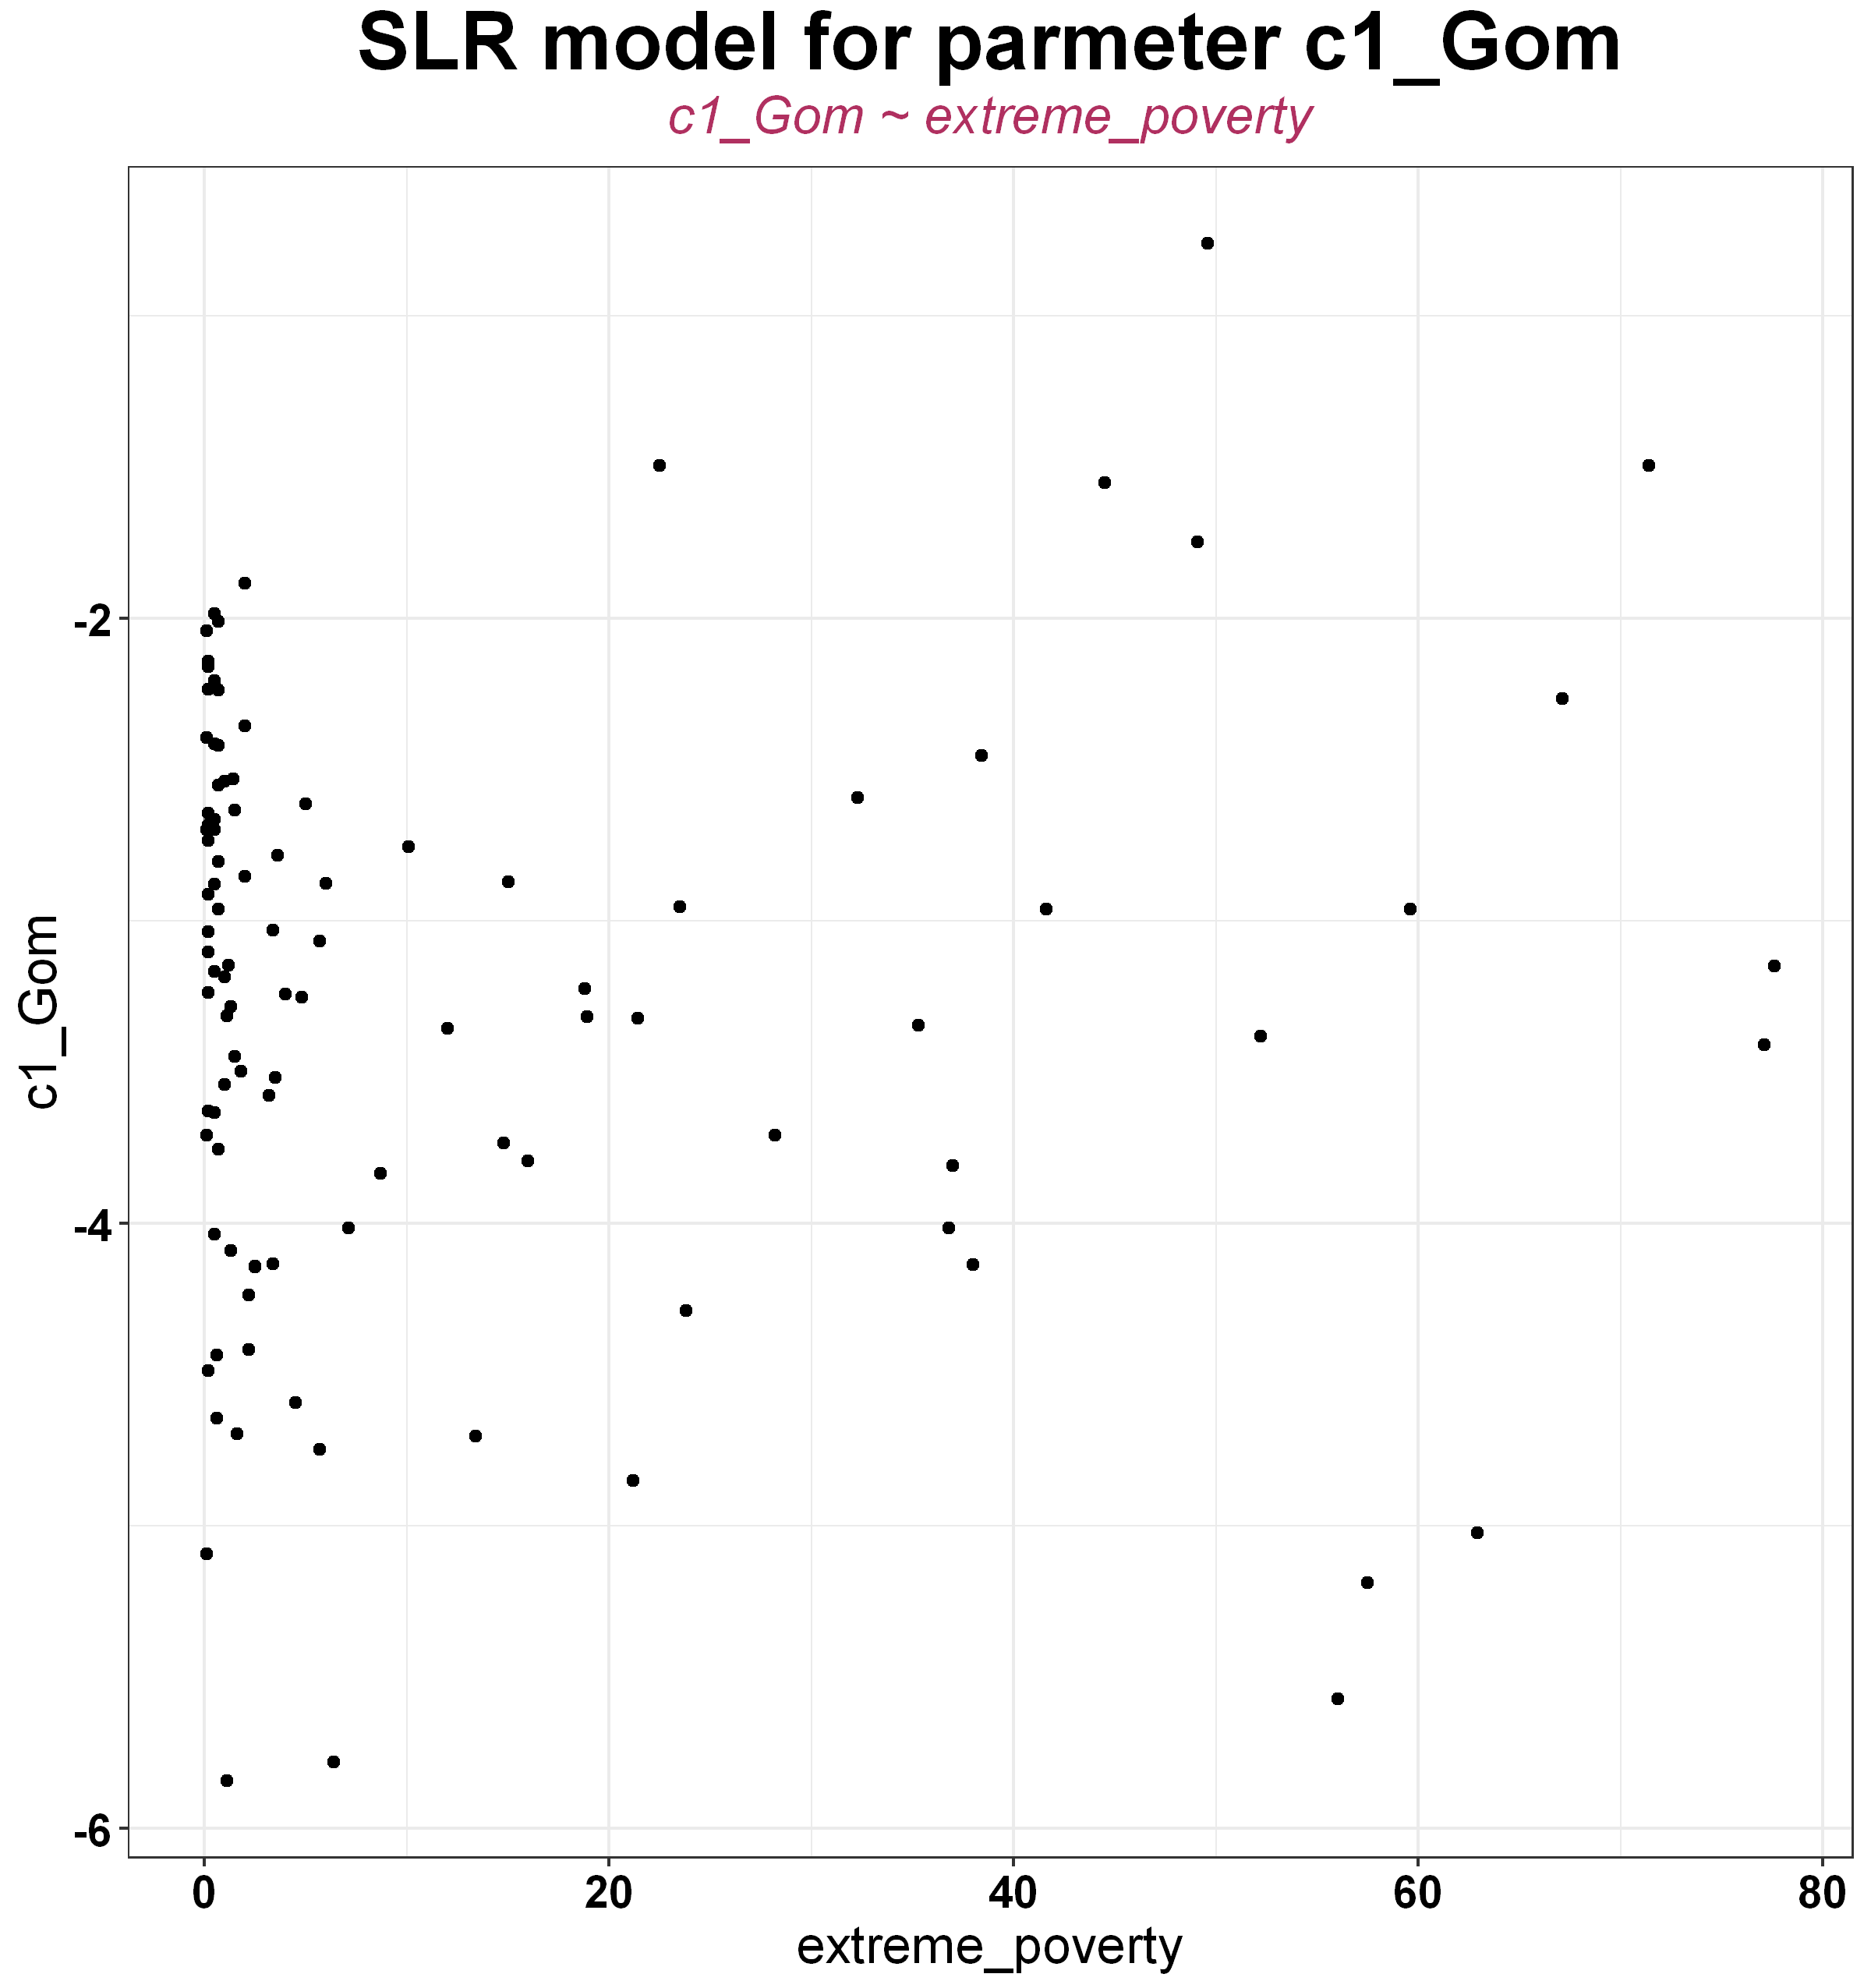 SLR model for parmeter c1_Gom
c1_Gom ~ extreme_poverty
c1_Gom
-2
-4
-6
0 20 40 60 80
extreme_poverty